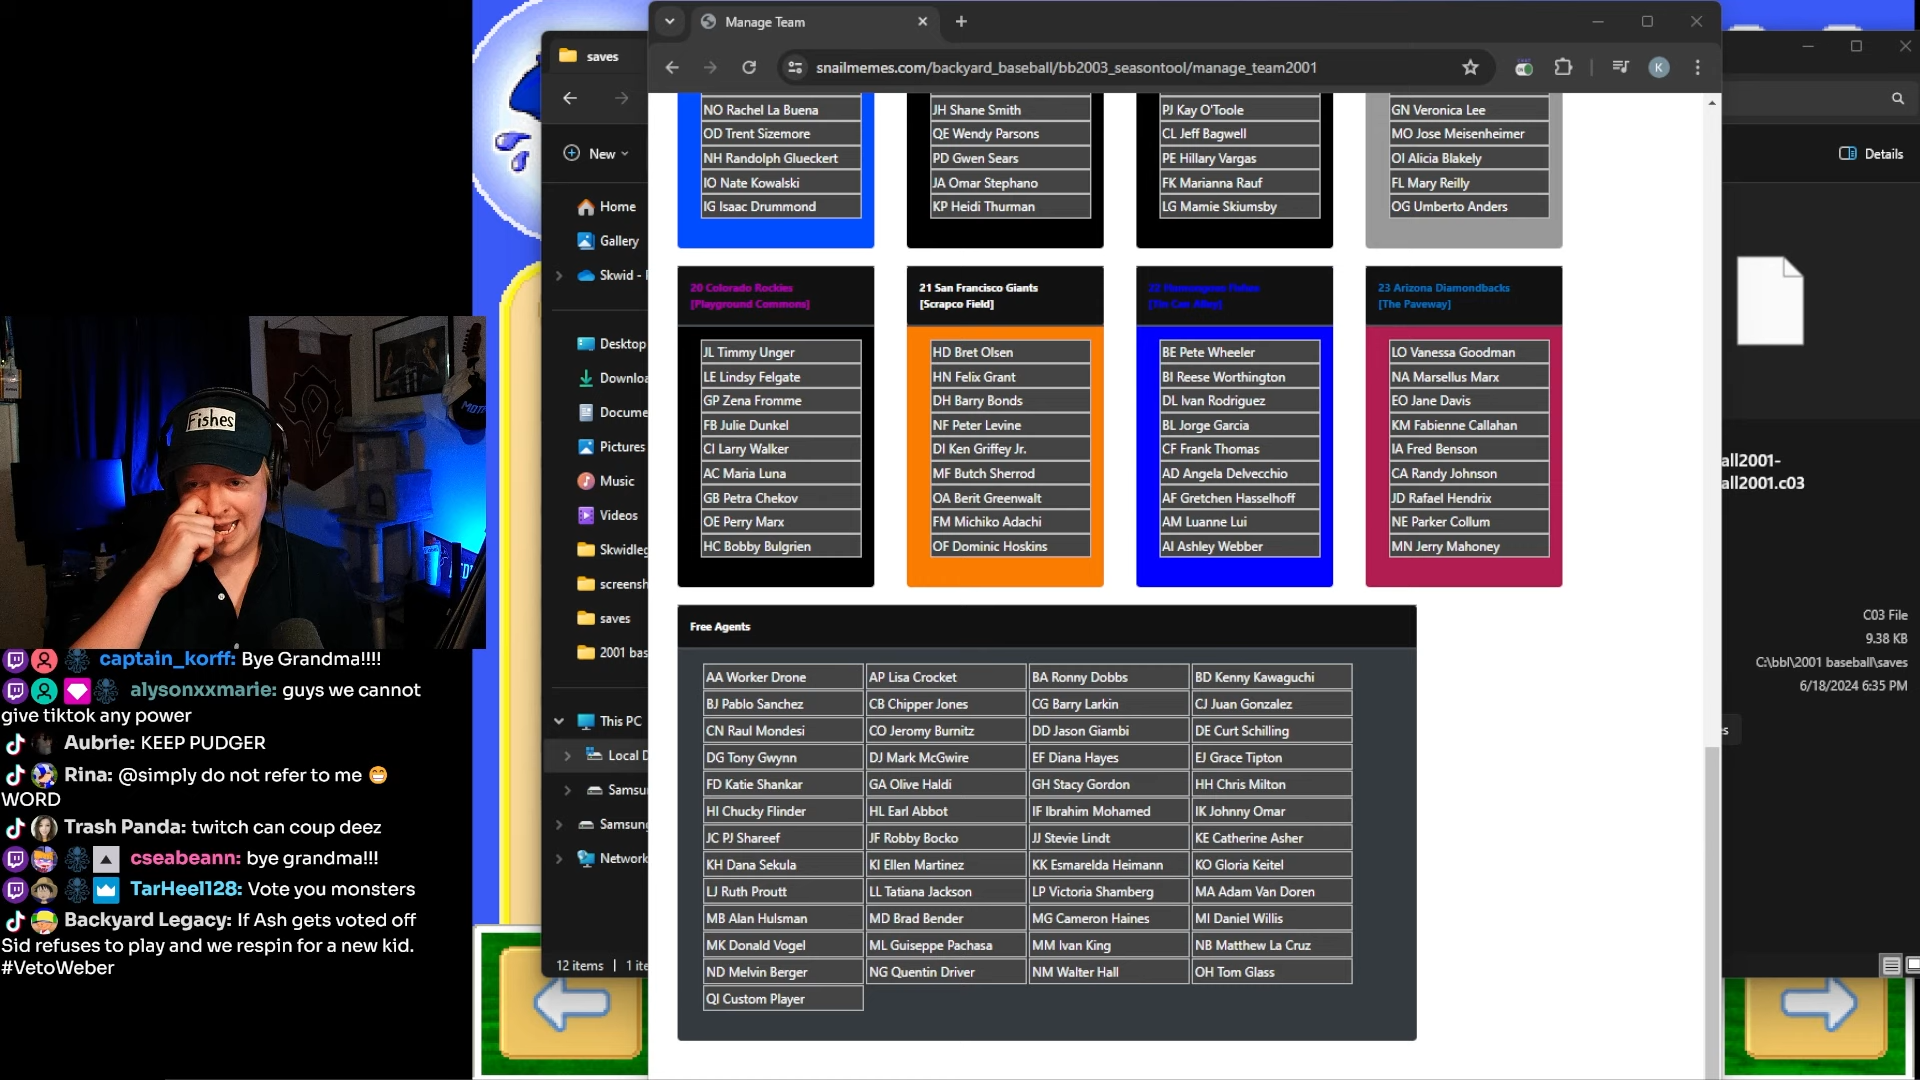 saves
Manage Team
snailmemes.com/backyard_baseball/bb2003_seasontool/manage_team2001
K
New
Details
Home
Gallery
Skwid -
Desktop
Downloa
Docume
Pictures
Music
Videos
Skwidleg
screensh
saves
2001 bas
This PC
Local D
Samsu
Samsung
Network
12 items
1 ite
NO Rachel La Buena
OD Trent Sizemore
NH Randolph Glueckert
IO Nate Kowalski
IG Isaac Drummond
JH Shane Smith
QE Wendy Parsons
PD Gwen Sears
JA Omar Stephano
KP Heidi Thurman
PJ Kay O'Toole
CL Jeff Bagwell
PE Hillary Vargas
FK Marianna Rauf
LG Mamie Skiumsby
GN Veronica Lee
MO Jose Meisenheimer
OI Alicia Blakely
FL Mary Reilly
OG Umberto Anders
20 Colorado Rockies
[Playground Commons]
JL Timmy Unger
LE Lindsy Felgate
GP Zena Fromme
FB Julie Dunkel
CI Larry Walker
AC Maria Luna
GB Petra Chekov
OE Perry Marx
HC Bobby Bulgrien
21 San Francisco Giants
[Scrapco Field]
HD Bret Olsen
HN Felix Grant
DH Barry Bonds
NF Peter Levine
DI Ken Griffey Jr.
MF Butch Sherrod
OA Berit Greenwalt
FM Michiko Adachi
OF Dominic Hoskins
[Tin Can Alley]
BE Pete Wheeler
BI Reese Worthington
DL Ivan Rodriguez
BL Jorge Garcia
CF Frank Thomas
AD Angela Delvecchio
AF Gretchen Hasselhoff
AM Luanne Lui
AI Ashley Webber
23 Arizona Diamondbacks
[The Paveway]
LO Vanessa Goodman
NA Marsellus Marx
EO Jane Davis
KM Fabienne Callahan
IA Fred Benson
CA Randy Johnson
JD Rafael Hendrix
NE Parker Collum
MN Jerry Mahoney
Free Agents
AA Worker Drone
AP Lisa Crocket
BA Ronny Dobbs
BD Kenny Kawaguchi
BJ Pablo Sanchez
CB Chipper Jones
CG Barry Larkin
CJ Juan Gonzalez
CN Raul Mondesi
CO Jeromy Burnitz
DD Jason Giambi
DE Curt Schilling
DG Tony Gwynn
DJ Mark McGwire
EF Diana Hayes
EJ Grace Tipton
FD Katie Shankar
GA Olive Haldi
GH Stacy Gordon
HH Chris Milton
HI Chucky Flinder
HL Earl Abbot
IF Ibrahim Mohamed
IK Johnny Omar
JC PJ Shareef
JF Robby Bocko
JJ Stevie Lindt
KE Catherine Asher
KH Dana Sekula
KI Ellen Martinez
KK Esmarelda Heimann
KO Gloria Keitel
LJ Ruth Proutt
LL Tatiana Jackson
LP Victoria Shamberg
MA Adam Van Doren
MB Alan Hulsman
MD Brad Bender
MG Cameron Haines
MI Daniel Willis
MK Donald Vogel
ML Guiseppe Pachasa
MM Ivan King
NB Matthew La Cruz
ND Melvin Berger
NG Quentin Driver
NM Walter Hall
OH Tom Glass
QI Custom Player
all2001-
all2001.c03
C03 File
9.38 KB
C:\bbl\2001 baseball\saves
6/18/2024 6:35 PM
Fishes
captain_korff: Bye Grandma!!!!
alysonxxmarie: guys we cannot
give tiktok any power
Aubrie: KEEP PUDGER
Rina: @simply do not refer to me 😁
WORD
Trash Panda: twitch can coup deez
cseabeann: bye grandma!!!
TarHeel128: Vote you monsters
Backyard Legacy: If Ash gets voted off
Sid refuses to play and we respin for a new kid.
#VetoWeber